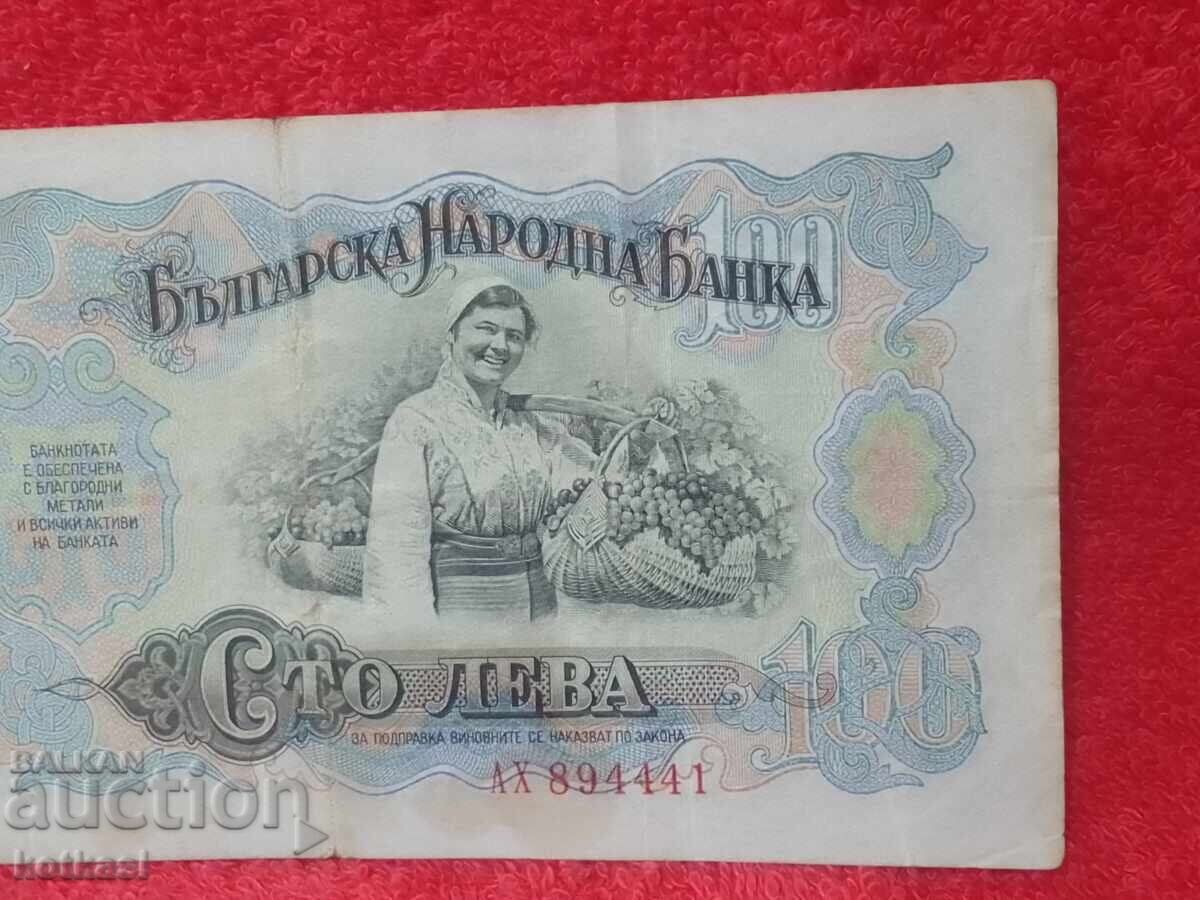 Българска Народна Банка
100
БАНКНОТАТА
Е ОБЕСПЕЧЕНА
С БЛАГОРОДНИ
МЕТАЛИ
И ВСИЧКИ АКТИВИ
НА БАНКАТА
Сто лева
100
ЗА ПОДПРАВКА ВИНОВНИТЕ СЕ НАКАЗВАТ ПО ЗАКОНА
АХ 894441
BALKAN
auction
kotkasl